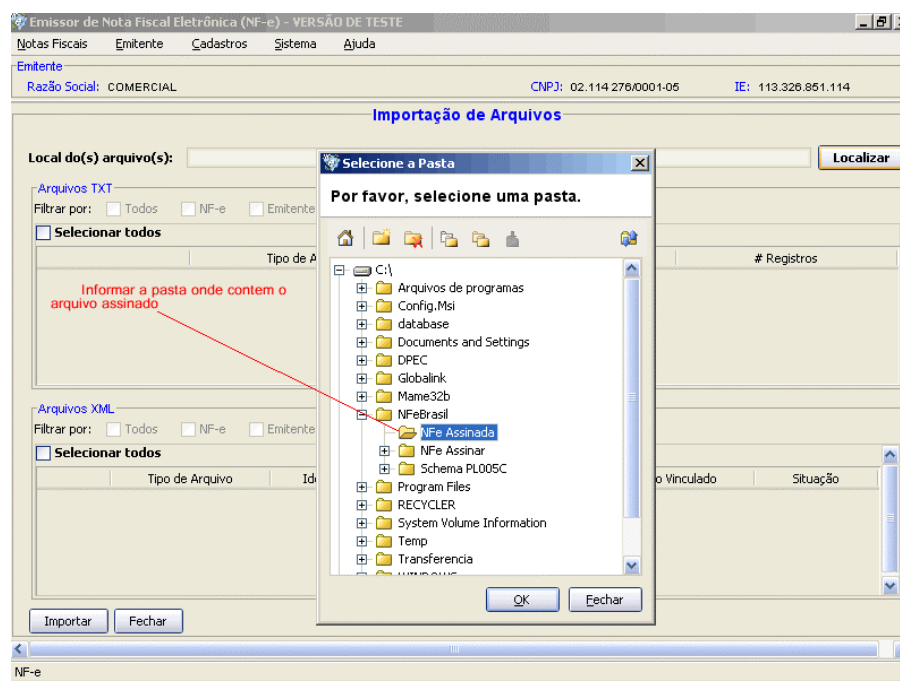 Emissor de Nota Fiscal Eletrônica (NF-e) - VERSÃO DE TESTE
Notas Fiscais Emitente Cadastros Sistema Ajuda
Emitente
Razão Social: COMERCIAL CNPJ: 02.114 276/0001-05 IE: 113.326.851.114
Importação de Arquivos
Local do(s) arquivo(s): Localizar
Selecione a Pasta
Por favor, selecione uma pasta.
Arquivos TXT
Filtrar por: Todos NF-e Emitente
Selecionar todos
Tipo de A # Registros
Informar a pasta onde contem o
arquivo assinado
C:\
Arquivos de programas
Config.Msi
database
Documents and Settings
DPEC
Globalink
Mame32b
NFeBrasil
NFe Assinada
NFe Assinar
Schema PL005C
Program Files
RECYCLER
System Volume Information
Temp
Transferencia
WINDOWS
OK Fechar
Arquivos XML
Filtrar por: Todos NF-e Emitente
Selecionar todos
Tipo de Arquivo Ide o Vinculado Situação
Importar Fechar
NF-e